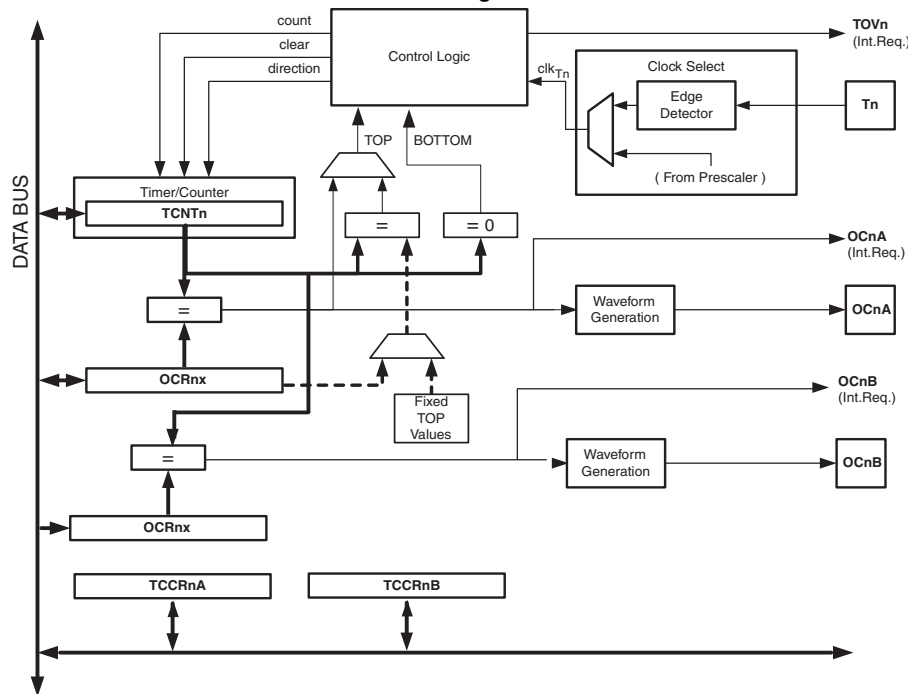 count
TOVn
(Int.Req.)
clear
Control Logic
direction
clkTn
Clock Select
Edge
Detector
Tn
TOP
BOTTOM
( From Prescaler )
Timer/Counter
TCNTn
=
= 0
OCnA
(Int.Req.)
DATA BUS
=
Waveform
Generation
OCnA
OCRnx
Fixed
TOP
Values
OCnB
(Int.Req.)
=
Waveform
Generation
OCnB
OCRnx
TCCRnA
TCCRnB